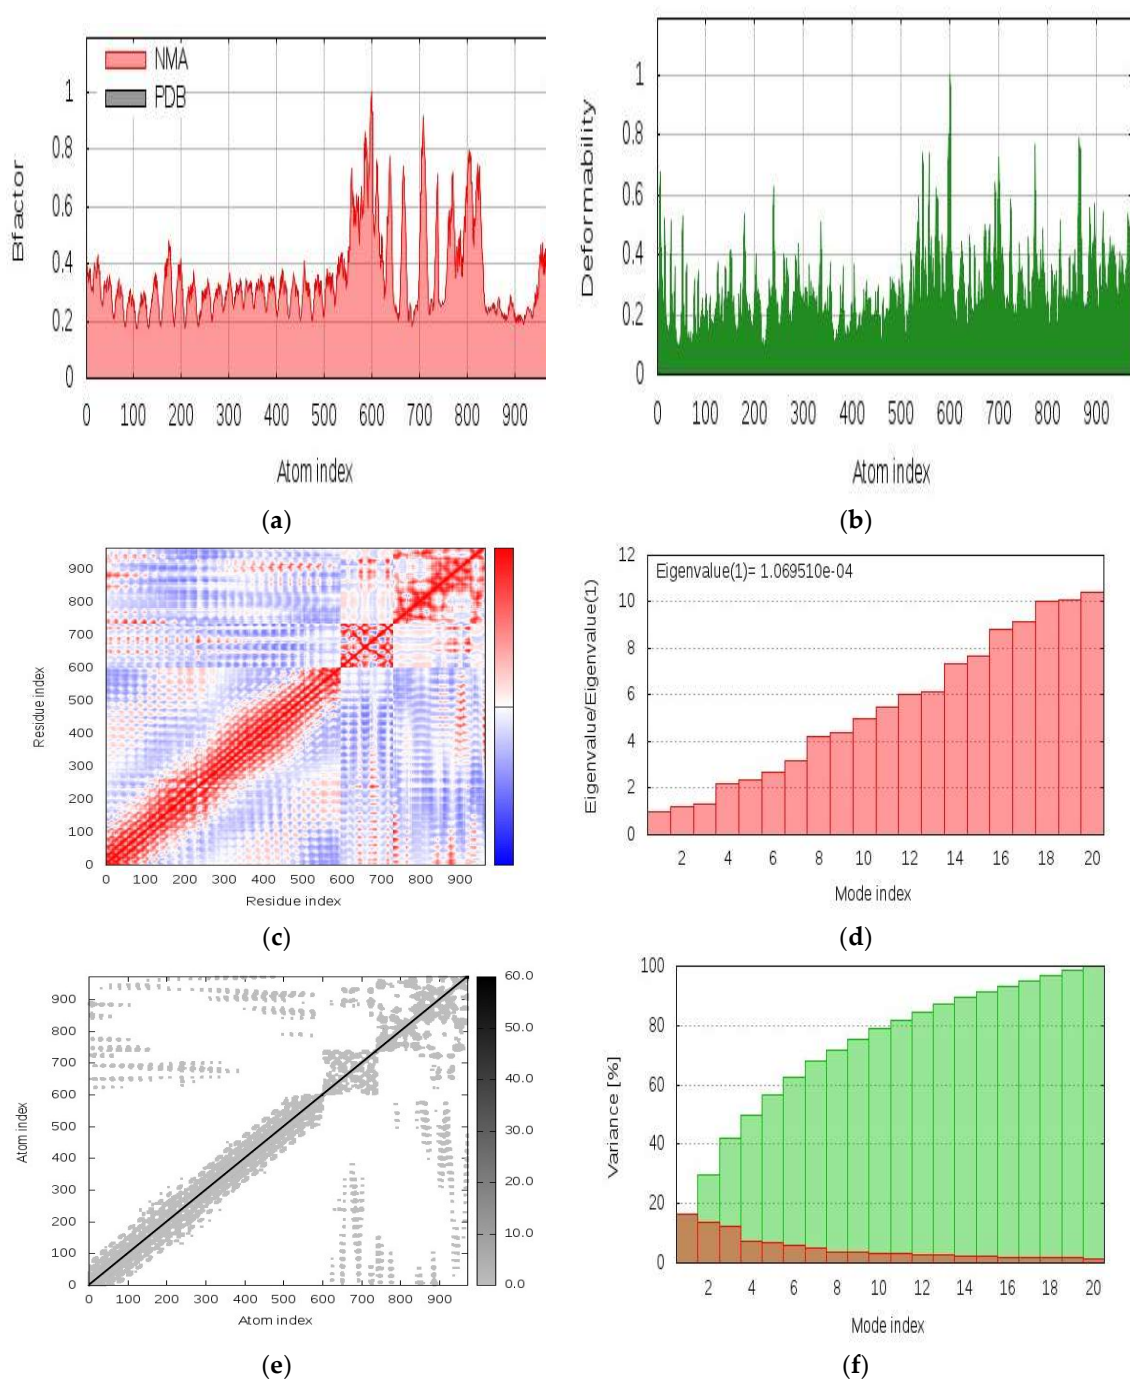 NMA
PDB
Bfactor
1
0.8
0.6
0.4
0.2
0
0 100 200 300 400 500 600 700 800 900
Atom index
(a)
Deformability
1
0.8
0.6
0.4
0.2
0
0 100 200 300 400 500 600 700 800 900
Atom index
(b)
Residue index
900
800
700
600
500
400
300
200
100
0
0 100 200 300 400 500 600 700 800 900
Residue index
(c)
Eigenvalue(1)= 1.069510e-04
Eigenvalue/Eigenvalue(1)
12
10
8
6
4
2
0
2 4 6 8 10 12 14 16 18 20
Mode index
(d)
Atom index
900
800
700
600
500
400
300
200
100
0
0 100 200 300 400 500 600 700 800 900
Atom index
60.0
50.0
40.0
30.0
20.0
10.0
0.0
(e)
Variance [%]
100
80
60
40
20
0
2 4 6 8 10 12 14 16 18 20
Mode index
(f)